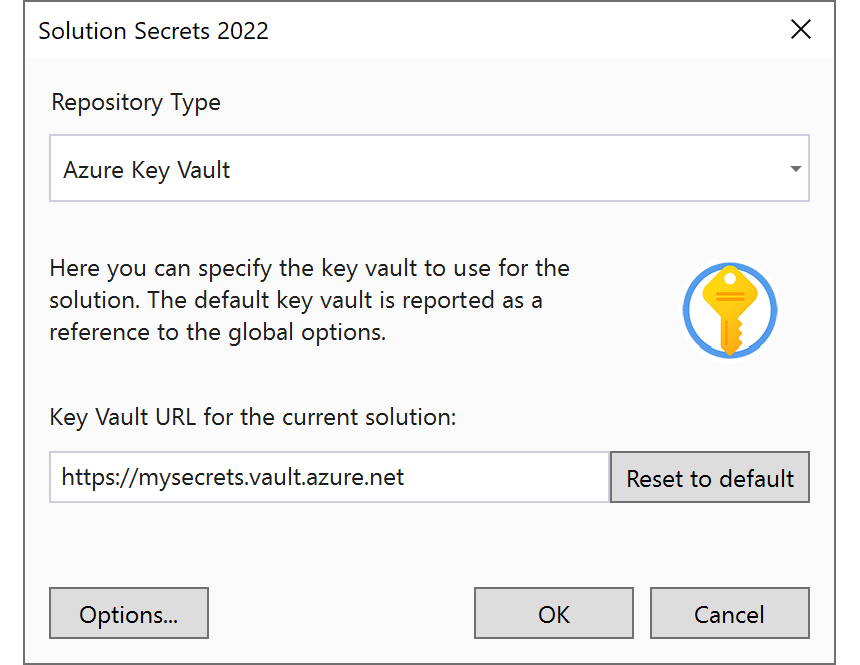 Solution Secrets 2022
Repository Type
Azure Key Vault
Here you can specify the key vault to use for the
solution. The default key vault is reported as a
reference to the global options.
Key Vault URL for the current solution:
https://mysecrets.vault.azure.net
Reset to default
Options...
OK
Cancel